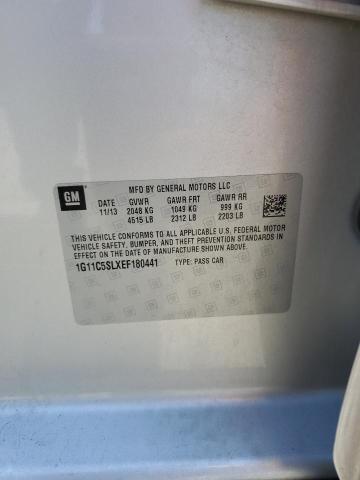 GM
MFD BY GENERAL MOTORS LLC
DATE GVWR GAWR FRT GAWR RR
11/13 2048 KG 1049 KG 999 KG
4515 LB 2312 LB 2203 LB
THIS VEHICLE CONFORMS TO ALL APPLICABLE U.S. FEDERAL MOTOR
VEHICLE SAFETY, BUMPER, AND THEFT PREVENTION STANDARDS IN
EFFECT ON THE DATE OF MANUFACTURE SHOWN ABOVE.
1G11C5SLXEF180441 TYPE: PASS CAR